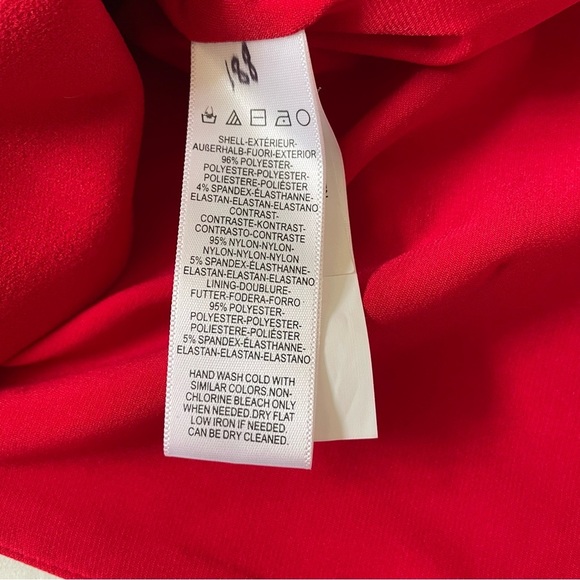 188
SHELL-EXTÉRIEUR-
AUßERHALB-FUORI-EXTERIOR
96% POLYESTER-
POLYESTER-POLYESTER-
POLIESTERE-POLIÉSTER
4% SPANDEX-ÉLASTHANNE-
ELASTAN-ELASTAN-ELASTANO
CONTRAST-
CONTRASTE-KONTRAST-
CONTRASTO-CONTRASTE
95% NYLON-NYLON-
NYLON-NYLON-NYLON
5% SPANDEX-ÉLASTHANNE-
ELASTAN-ELASTAN-ELASTANO
LINING-DOUBLURE-
FUTTER-FODERA-FORRO
95% POLYESTER-
POLYESTER-POLYESTER-
POLIESTERE-POLIÉSTER
5% SPANDEX-ÉLASTHANNE-
ELASTAN-ELASTAN-ELASTANO
HAND WASH COLD WITH
SIMILAR COLORS.NON-
CHLORINE BLEACH ONLY
WHEN NEEDED.DRY FLAT
LOW IRON IF NEEDED.
CAN BE DRY CLEANED.